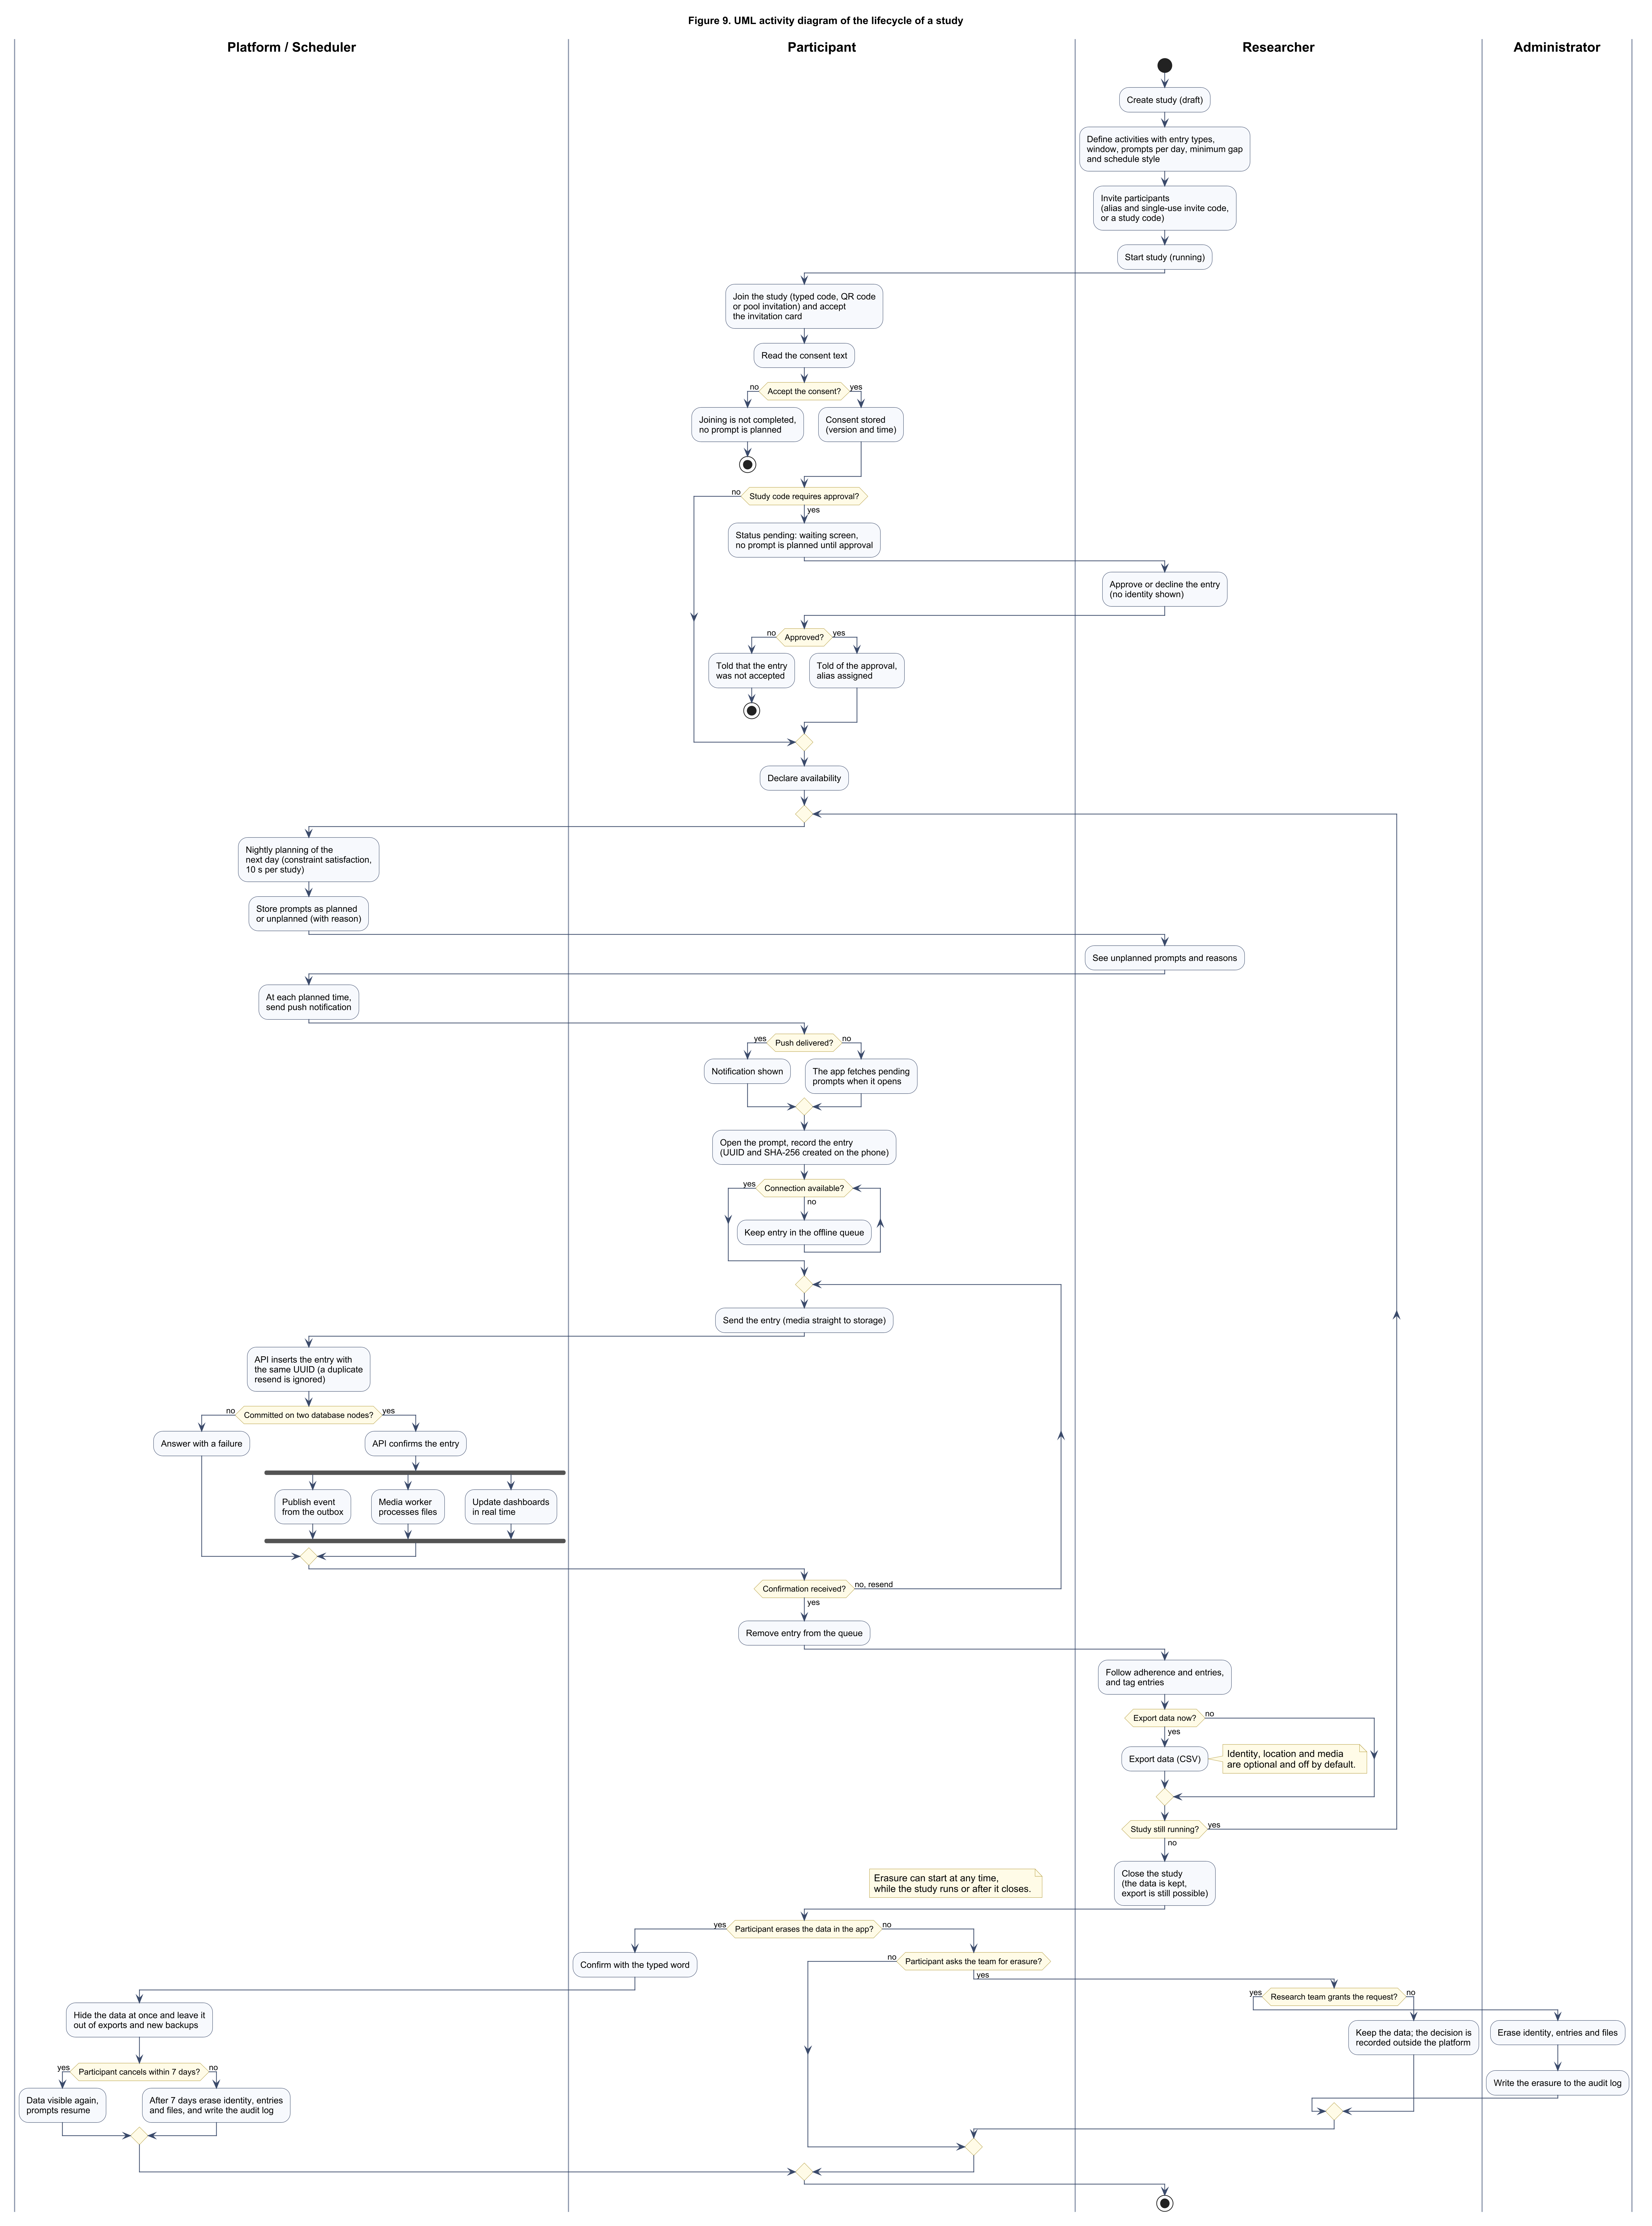 Figure 9. UML activity diagram of the lifecycle of a study
Platform / Scheduler
Participant
Researcher
Administrator
Create study (draft)
Define activities with entry types,
window, prompts per day, minimum gap
and schedule style
Invite participants
(alias and single-use invite code,
or a study code)
Start study (running)
Join the study (typed code, QR code
or pool invitation) and accept
the invitation card
Read the consent text
no
Accept the consent?
yes
Joining is not completed,
no prompt is planned
Consent stored
(version and time)
no
Study code requires approval?
yes
Status pending: waiting screen,
no prompt is planned until approval
Approve or decline the entry
(no identity shown)
no
Approved?
yes
Told that the entry
was not accepted
Told of the approval,
alias assigned
Declare availability
Nightly planning of the
next day (constraint satisfaction,
10 s per study)
Store prompts as planned
or unplanned (with reason)
See unplanned prompts and reasons
At each planned time,
send push notification
yes
Push delivered?
no
Notification shown
The app fetches pending
prompts when it opens
Open the prompt, record the entry
(UUID and SHA-256 created on the phone)
yes
Connection available?
no
Keep entry in the offline queue
Send the entry (media straight to storage)
API inserts the entry with
the same UUID (a duplicate
resend is ignored)
no
Committed on two database nodes?
yes
Answer with a failure
API confirms the entry
Publish event
from the outbox
Media worker
processes files
Update dashboards
in real time
Confirmation received?
no, resend
yes
Remove entry from the queue
Follow adherence and entries,
and tag entries
Export data now?
no
yes
Export data (CSV)
Identity, location and media
are optional and off by default.
Study still running?
yes
no
Close the study
(the data is kept,
export is still possible)
Erasure can start at any time,
while the study runs or after it closes.
yes
Participant erases the data in the app?
no
Confirm with the typed word
no
Participant asks the team for erasure?
yes
yes
Research team grants the request?
no
Hide the data at once and leave it
out of exports and new backups
Keep the data; the decision is
recorded outside the platform
Erase identity, entries and files
yes
Participant cancels within 7 days?
no
Write the erasure to the audit log
Data visible again,
prompts resume
After 7 days erase identity, entries
and files, and write the audit log